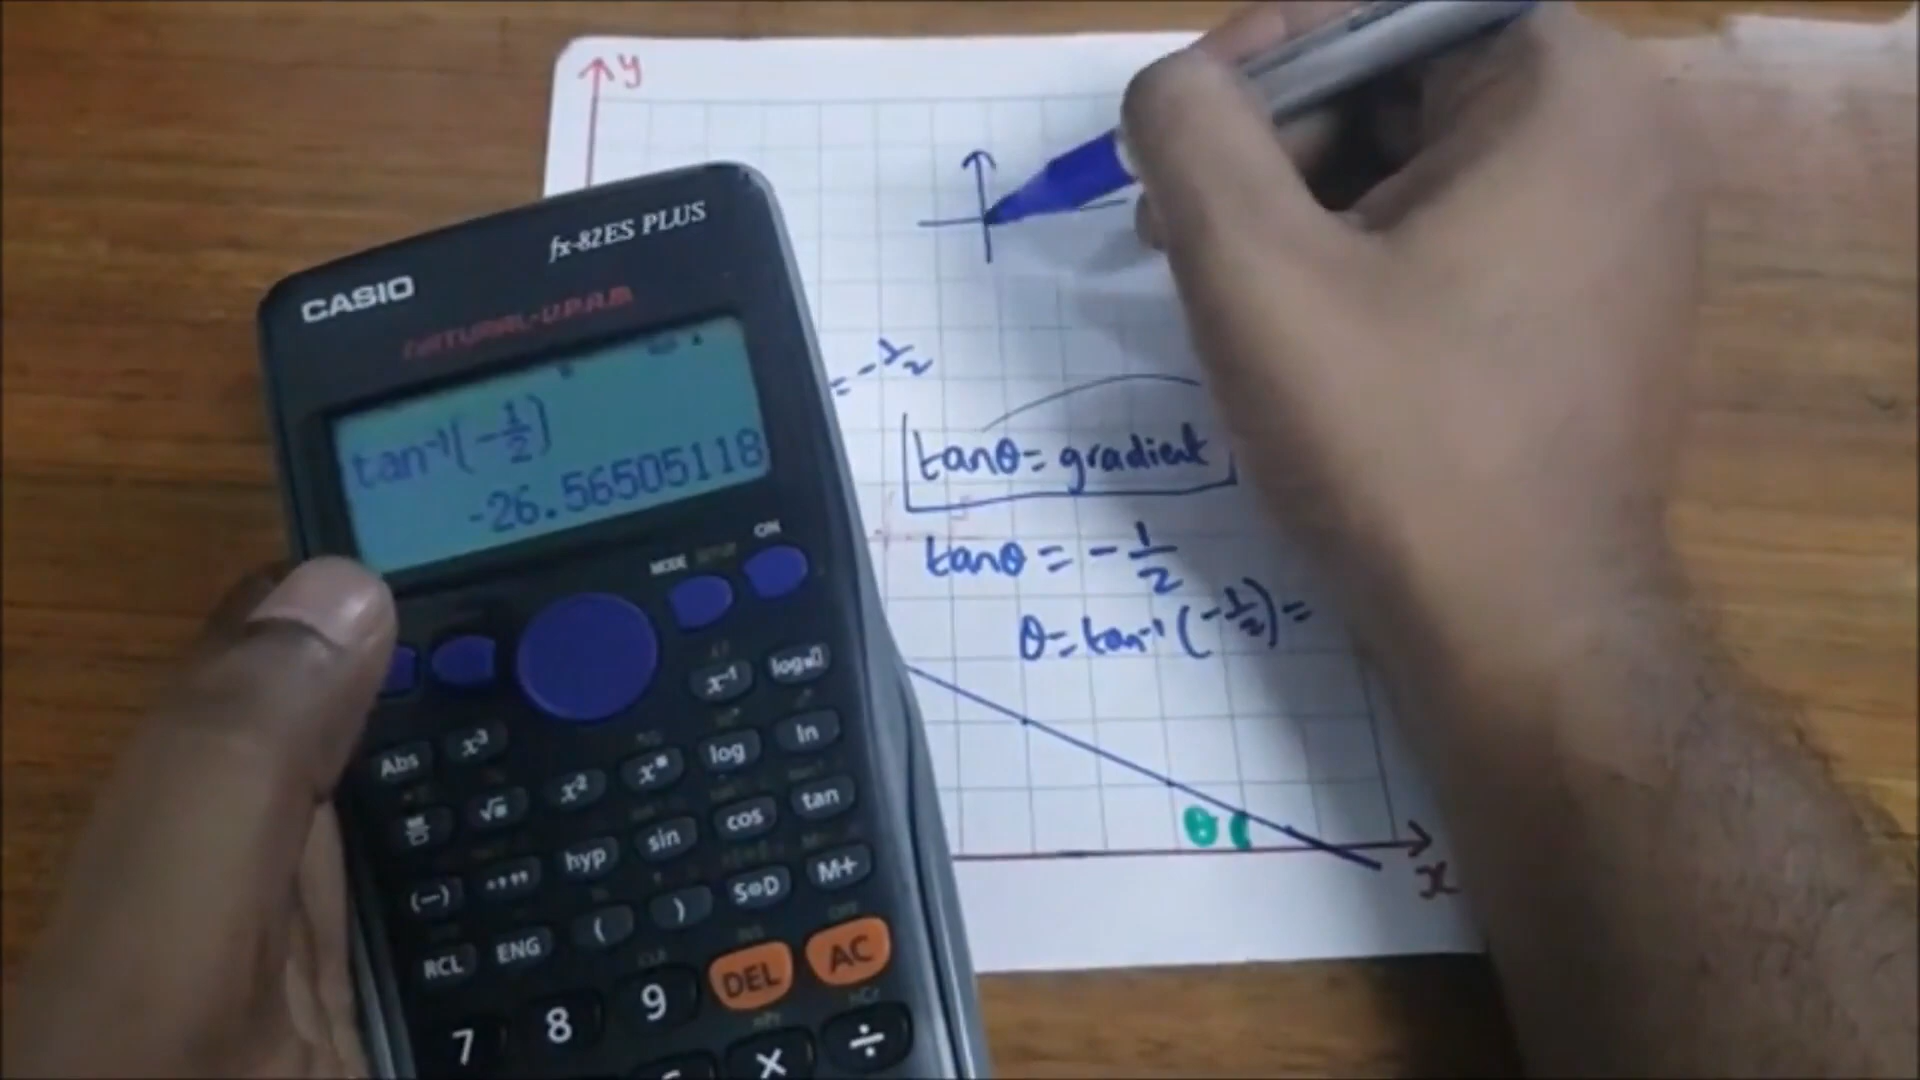 y
fx-82ES PLUS
CASIO
NATURAL-V.P.A.M.
tan⁻¹(-1/2)
-26.56505118
= -1/2
tanθ = gradient
tanθ = -1/2
θ = tan⁻¹(-1/2) =
θ
x
MODE SETUP ON
x⁻¹ log
Abs x³
√ x² x log ln
(−) hyp sin cos tan
RCL ENG ( ) S⇔D M+
7 8 9 DEL AC
× ÷